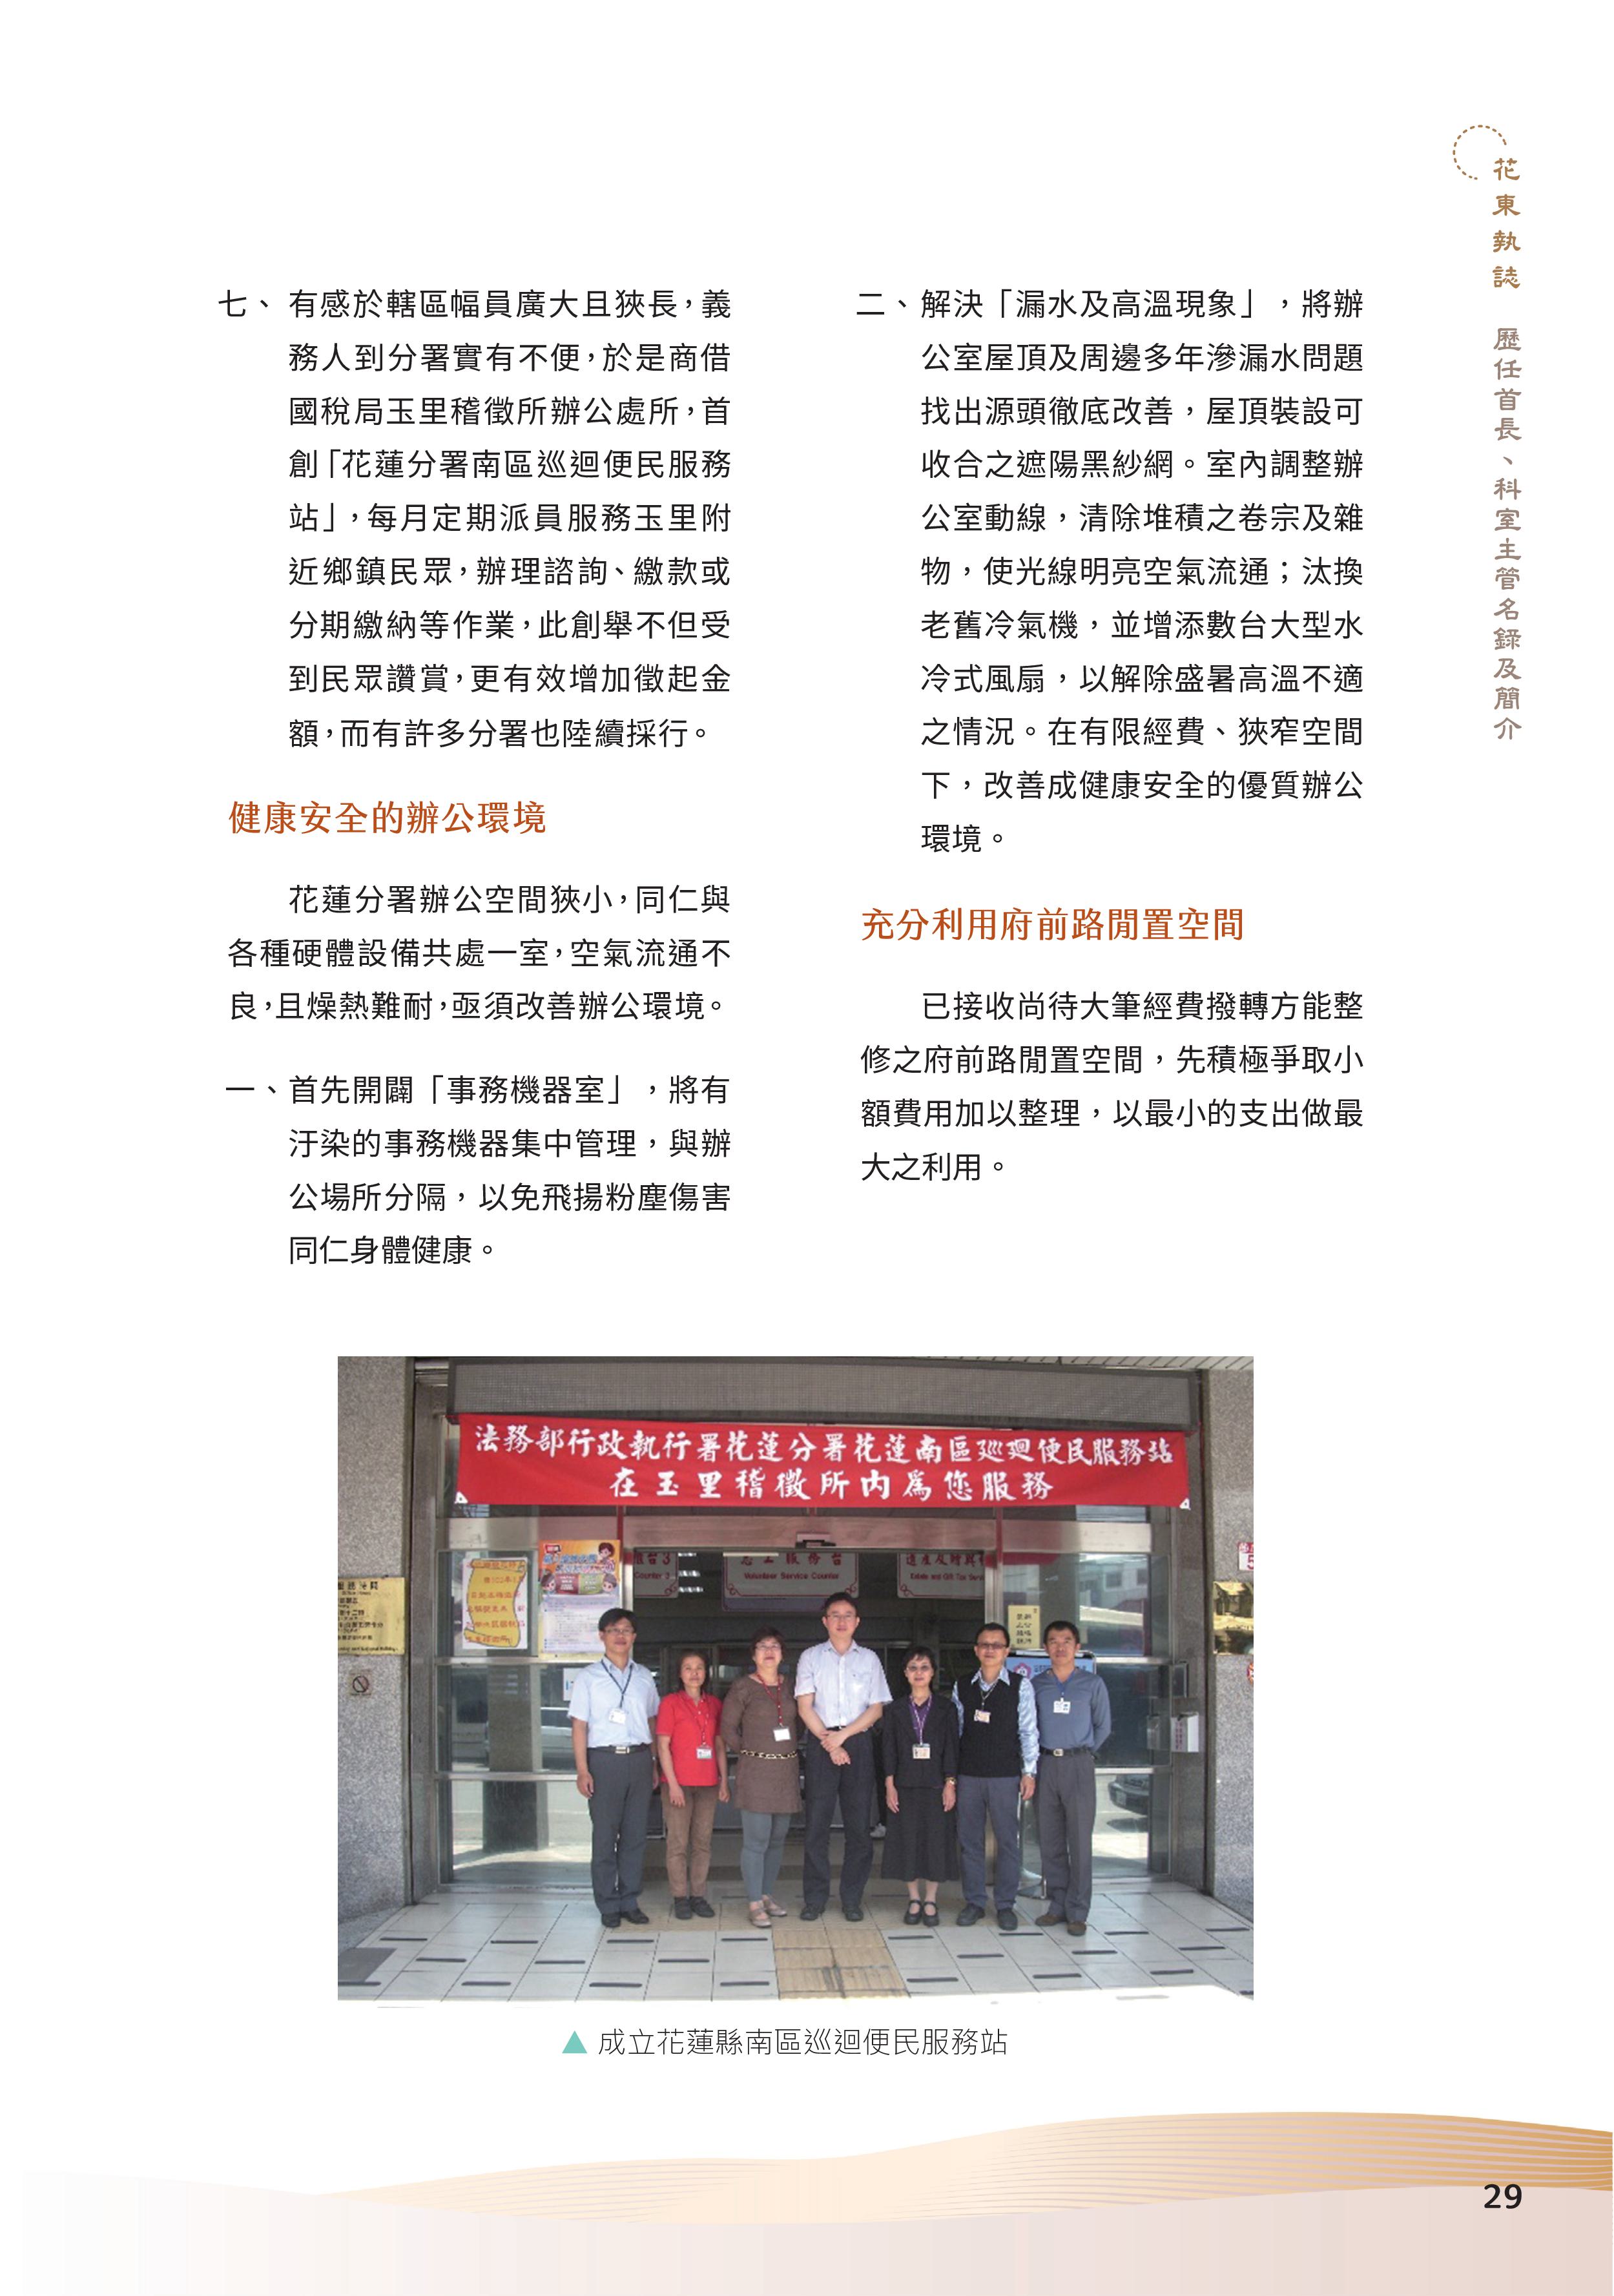 花東執誌 歷任首長、科室主管名錄及簡介
七、有感於轄區幅員廣大且狹長,義
務人到分署實有不便,於是商借
國稅局玉里稽徵所辦公處所,首
創「花蓮分署南區巡迴便民服務
站」,每月定期派員服務玉里附
近鄉鎮民眾,辦理諮詢、繳款或
分期繳納等作業,此創舉不但受
到民眾讚賞,更有效增加徵起金
額,而有許多分署也陸續採行。
健康安全的辦公環境
花蓮分署辦公空間狹小,同仁與
各種硬體設備共處一室,空氣流通不
良,且燥熱難耐,亟須改善辦公環境。
一、首先開闢「事務機器室」,將有
汙染的事務機器集中管理,與辦
公場所分隔,以免飛揚粉塵傷害
同仁身體健康。
二、解決「漏水及高溫現象」,將辦
公室屋頂及周邊多年滲漏水問題
找出源頭徹底改善,屋頂裝設可
收合之遮陽黑紗網。室內調整辦
公室動線,清除堆積之卷宗及雜
物,使光線明亮空氣流通;汰換
老舊冷氣機,並增添數台大型水
冷式風扇,以解除盛暑高溫不適
之情況。在有限經費、狹窄空間
下,改善成健康安全的優質辦公
環境。
充分利用府前路閒置空間
已接收尚待大筆經費撥轉方能整
修之府前路閒置空間,先積極爭取小
額費用加以整理,以最小的支出做最
大之利用。
法務部行政執行署花蓮分署花蓮南區巡迴便民服務站
在玉里稽徵所內為您服務
Volunteer Service Counter
▲ 成立花蓮縣南區巡迴便民服務站
29